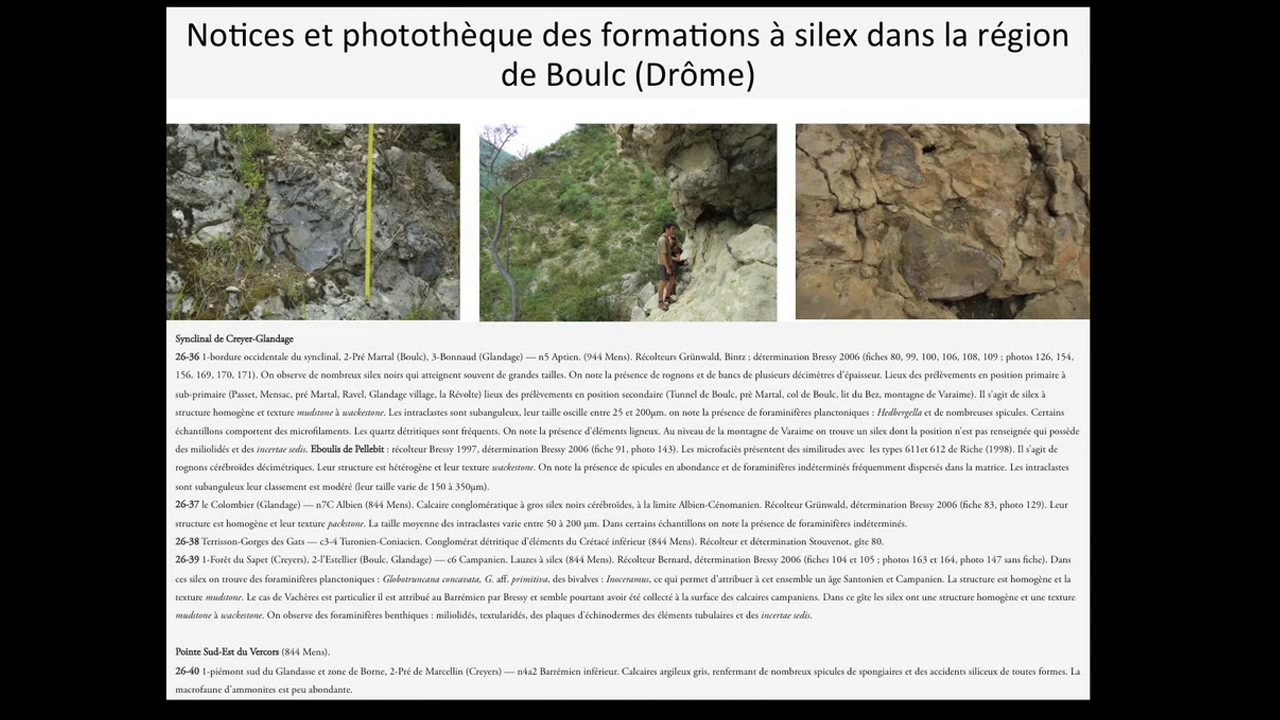 Notices et photothèque des formations à silex dans la région
de Boulc (Drôme)
Synclinal de Creyer-Glandage
26-36 1-bordure occidentale du synclinal, 2-Pré Martal (Boulc), 3-Bonnaud (Glandage) — n5 Aptien. (944 Mens). Récolteurs Grünwald, Bintz ; détermination Bressy 2006 (fiches 80, 99, 100, 106, 108, 109 ; photos 126, 154,
156, 169, 170, 171). On observe de nombreux silex noirs qui atteignent souvent de grandes tailles. On note la présence de rognons et de bancs de plusieurs décimètres d'épaisseur. Lieux des prélèvements en position primaire à
sub-primaire (Passet, Mensac, pré Martal, Ravel, Glandage village, la Révolte) lieux des prélèvements en position secondaire (Tunnel de Boulc, prè Martal, col de Boulc, lit du Bez, montagne de Varaime). Il s'agit de silex à
structure homogène et texture mudstone à wackestone. Les intraclastes sont subanguleux, leur taille oscille entre 25 et 200µm. on note la présence de foraminifères planctoniques : Hedbergella et de nombreuses spicules. Certains
échantillons comportent des microfilaments. Les quartz détritiques sont fréquents. On note la présence d'éléments ligneux. Au niveau de la montagne de Varaime on trouve un silex dont la position n'est pas renseignée qui possède
des miliolidés et des incertae sedis. Eboulis de Pellebit : récolteur Bressy 1997, détermination Bressy 2006 (fiche 91, photo 143). Les microfaciès présentent des similitudes avec les types 611et 612 de Riche (1998). Il s'agit de
rognons cérébroïdes décimétriques. Leur structure est hétérogène et leur texture wackestone. On note la présence de spicules en abondance et de foraminifères indéterminés fréquemment dispersés dans la matrice. Les intraclastes
sont subanguleux leur classement est modéré (leur taille varie de 150 à 350µm).
26-37 le Colombier (Glandage) — n7C Albien (844 Mens). Calcaire conglomératique à gros silex noirs cérébroïdes, à la limite Albien-Cénomanien. Récolteur Grünwald, détermination Bressy 2006 (fiche 83, photo 129). Leur
structure est homogène et leur texture packstone. La taille moyenne des intraclastes varie entre 50 à 200 µm. Dans certains échantillons on note la présence de foraminifères indéterminés.
26-38 Terrisson-Gorges des Gats — c3-4 Turonien-Coniacien. Conglomérat détritique d'éléments du Crétacé inférieur (844 Mens). Récolteur et détermination Stouvenot, gîte 80.
26-39 1-Forêt du Sapet (Creyers), 2-l'Estellier (Boulc, Glandage) — c6 Campanien. Lauzes à silex (844 Mens). Récolteur Bernard, détermination Bressy 2006 (fiches 104 et 105 ; photos 163 et 164, photo 147 sans fiche). Dans
ces silex on trouve des foraminifères planctoniques : Globotruncana concavata, G. aff. primitiva, des bivalves : Inoceramus, ce qui permet d'attribuer à cet ensemble un âge Santonien et Campanien. La structure est homogène et la
texture mudstone. Le cas de Vachères est particulier il est attribué au Barrémien par Bressy et semble pourtant avoir été collecté à la surface des calcaires campaniens. Dans ce gîte les silex ont une structure homogène et une texture
mudstone à wackestone. On observe des foraminifères benthiques : miliolidés, textularidés, des plaques d'échinodermes des éléments tubulaires et des incertae sedis.
Pointe Sud-Est du Vercors (844 Mens).
26-40 1-piémont sud du Glandasse et zone de Borne, 2-Pré de Marcellin (Creyers) — n4a2 Barrémien inférieur. Calcaires argileux gris, renfermant de nombreux spicules de spongiaires et des accidents siliceux de toutes formes. La
macrofaune d'ammonites est peu abondante.